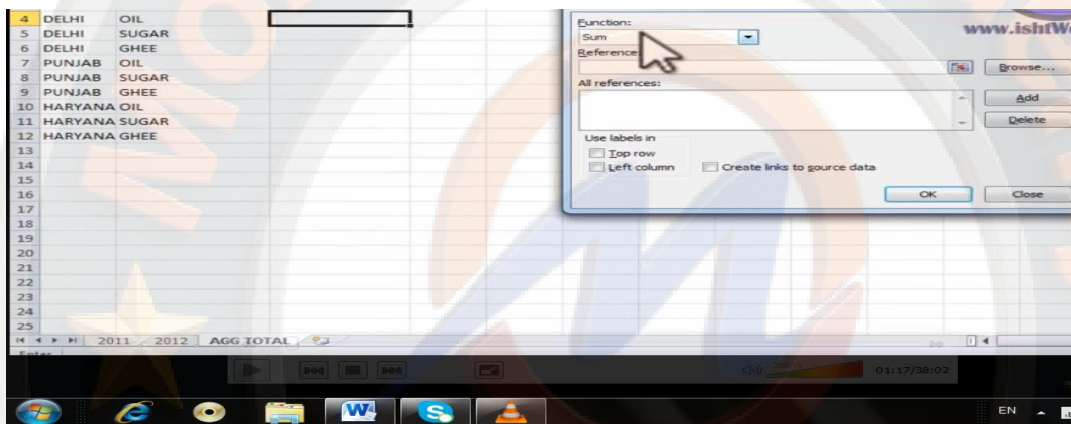 4 DELHI OIL
5 DELHI SUGAR
6 DELHI GHEE
7 PUNJAB OIL
8 PUNJAB SUGAR
9 PUNJAB GHEE
10 HARYANA OIL
11 HARYANA SUGAR
12 HARYANA GHEE
13
14
15
16
17
18
19
20
21
22
23
24
25
2011 2012 AGG TOTAL
Enter
Function:
www.ishtW
Sum
Reference:
Browse...
All references:
Add
Delete
Use labels in
Top row
Left column Create links to source data
OK Close
01:17/38:02
W S EN